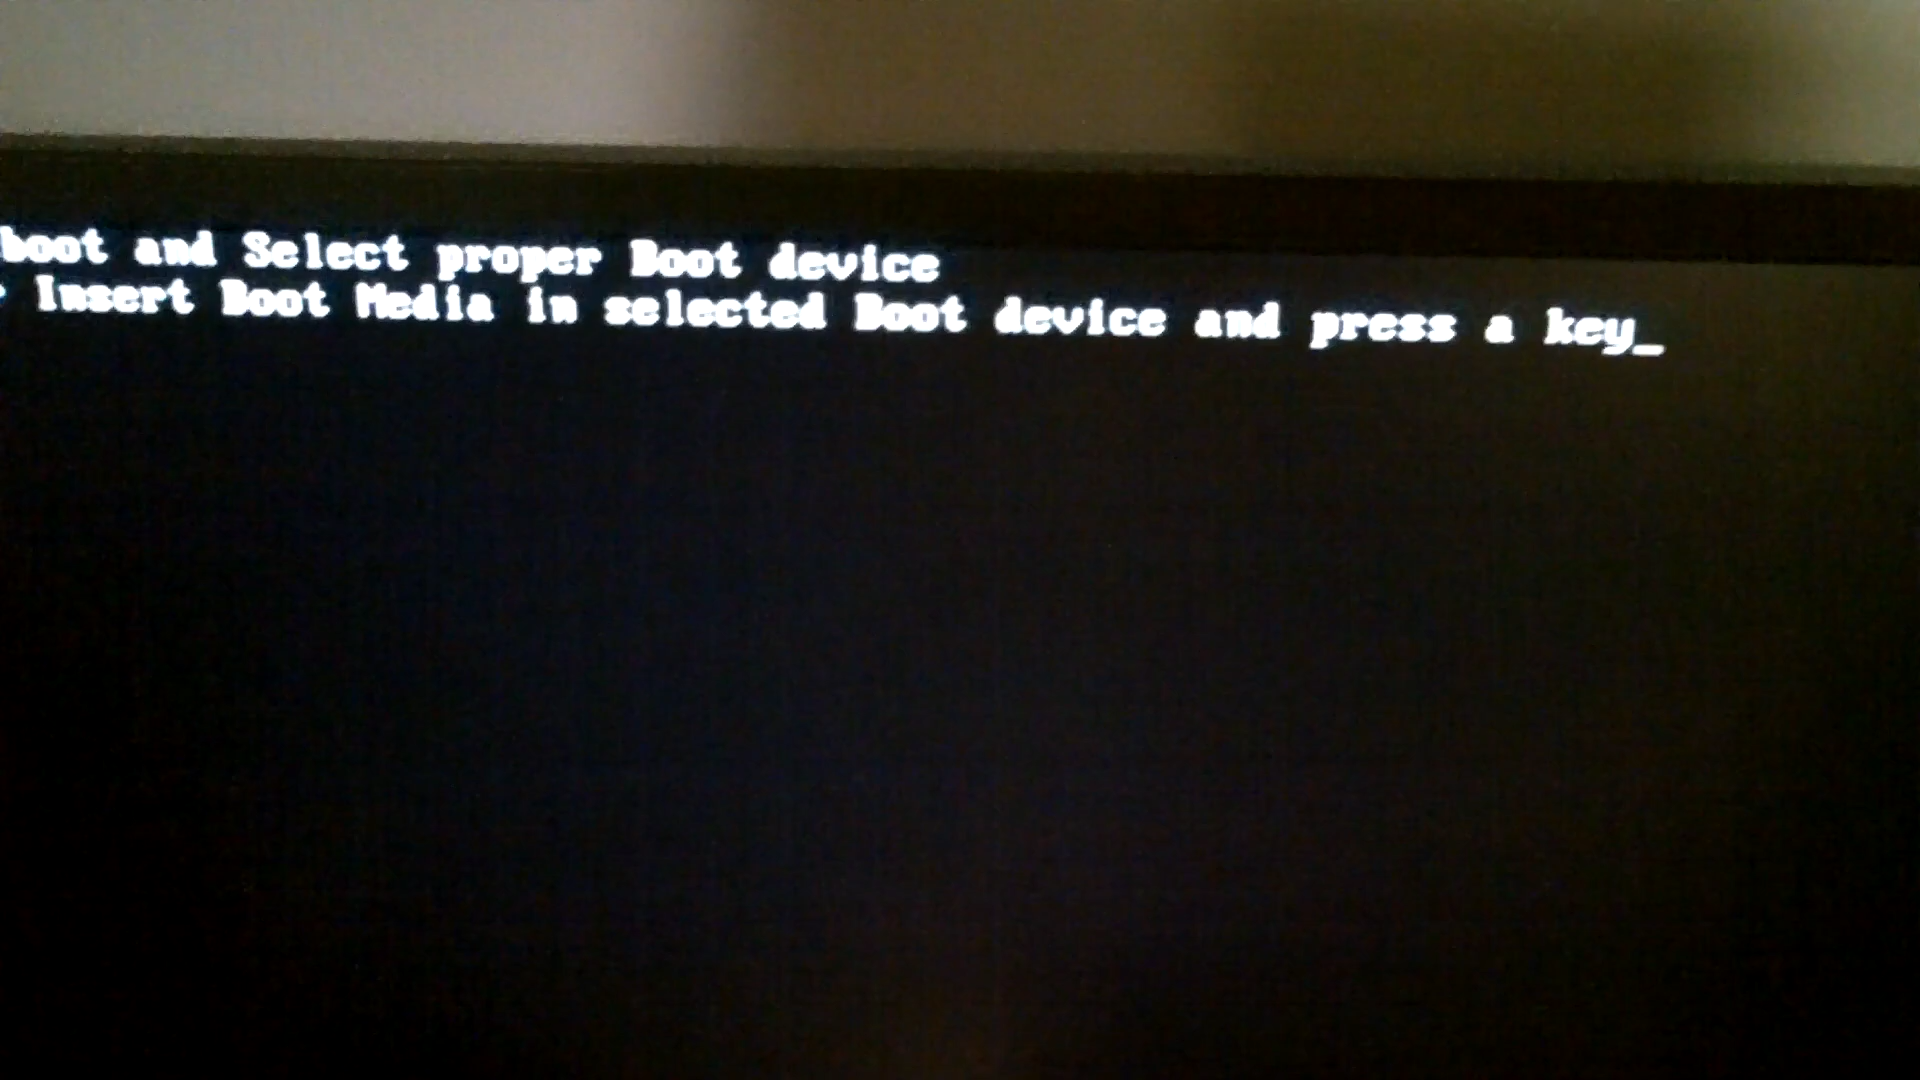 boot and Select proper Boot device
Insert Boot Media in selected Boot device and press a key_